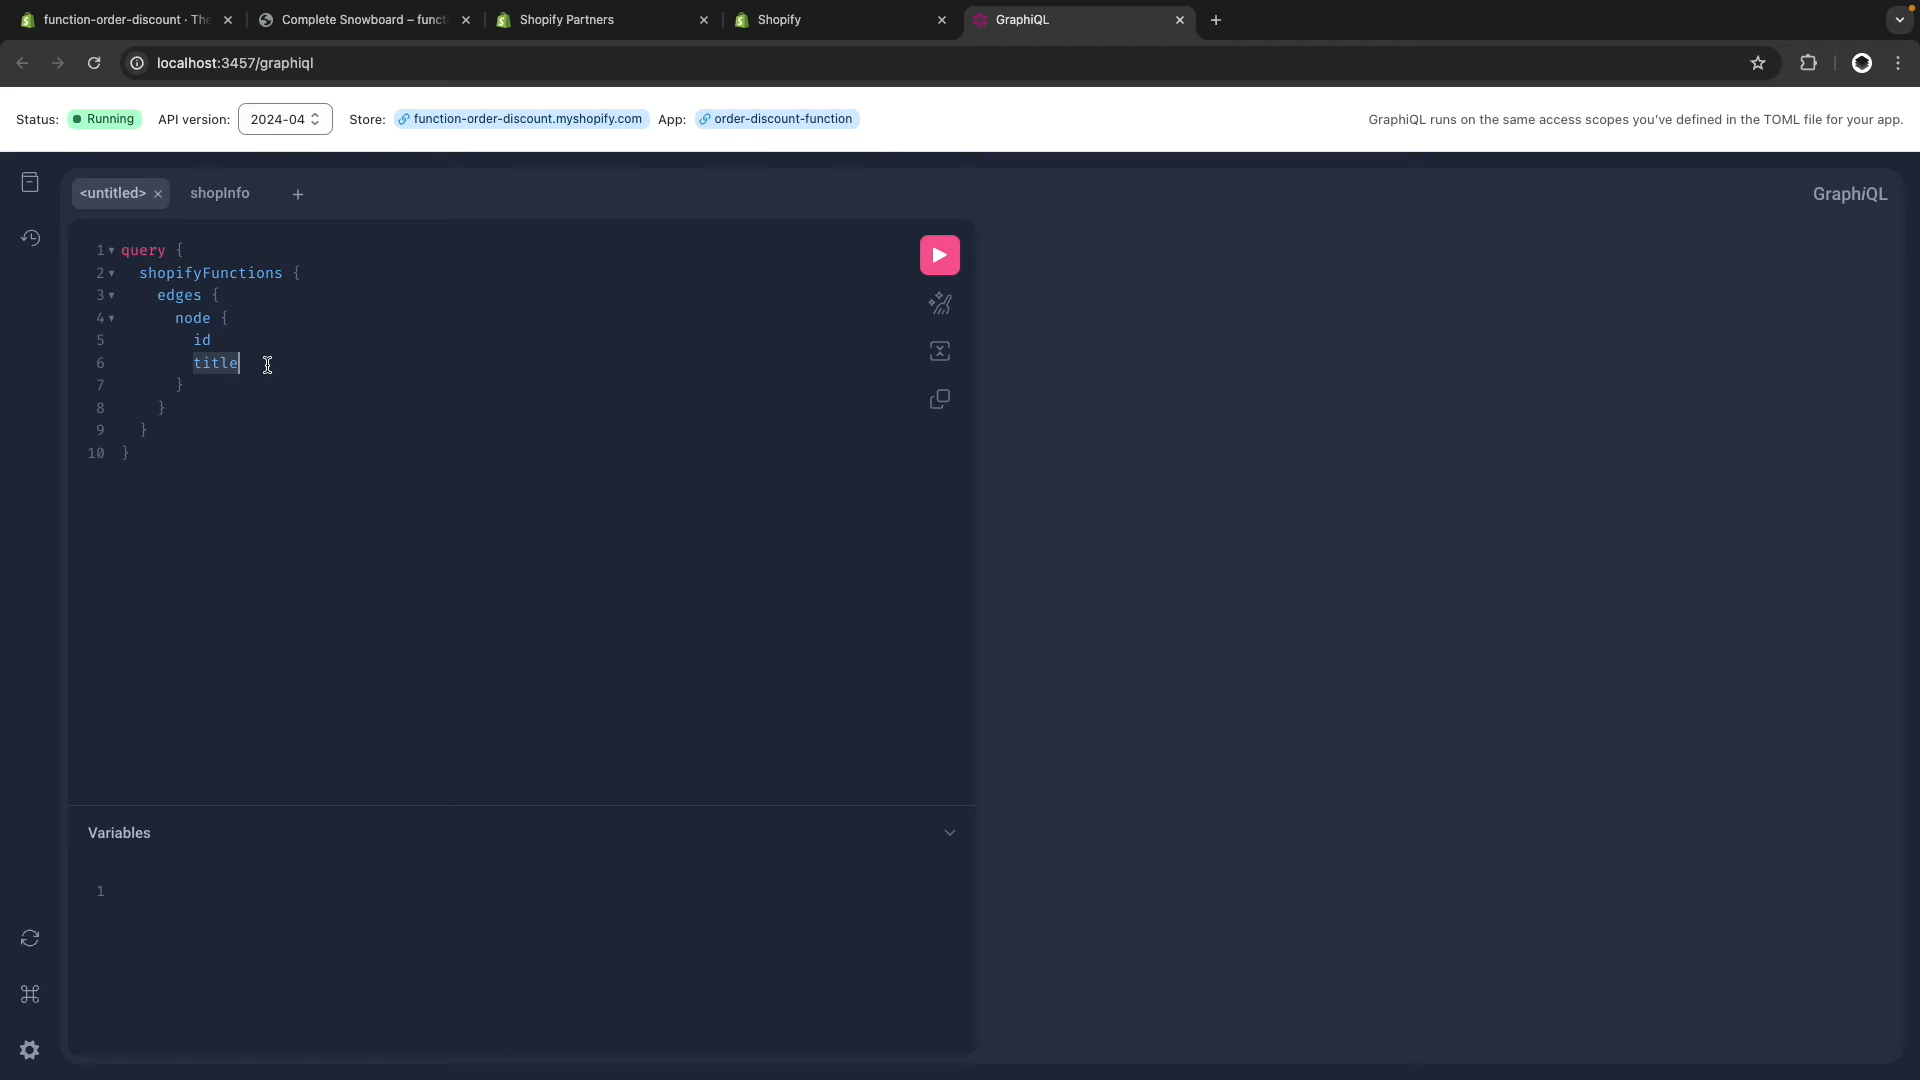 function-order-discount · The
Complete Snowboard – funct
Shopify Partners
Shopify
GraphiQL
localhost:3457/graphiql
Status: Running API version: 2024-04 Store: function-order-discount.myshopify.com App: order-discount-function GraphiQL runs on the same access scopes you've defined in the TOML file for your app.
<untitled> shopInfo
GraphiQL
1 query {
2 shopifyFunctions {
3 edges {
4 node {
5 id
6 title
7 }
8 }
9 }
10 }
Variables
1